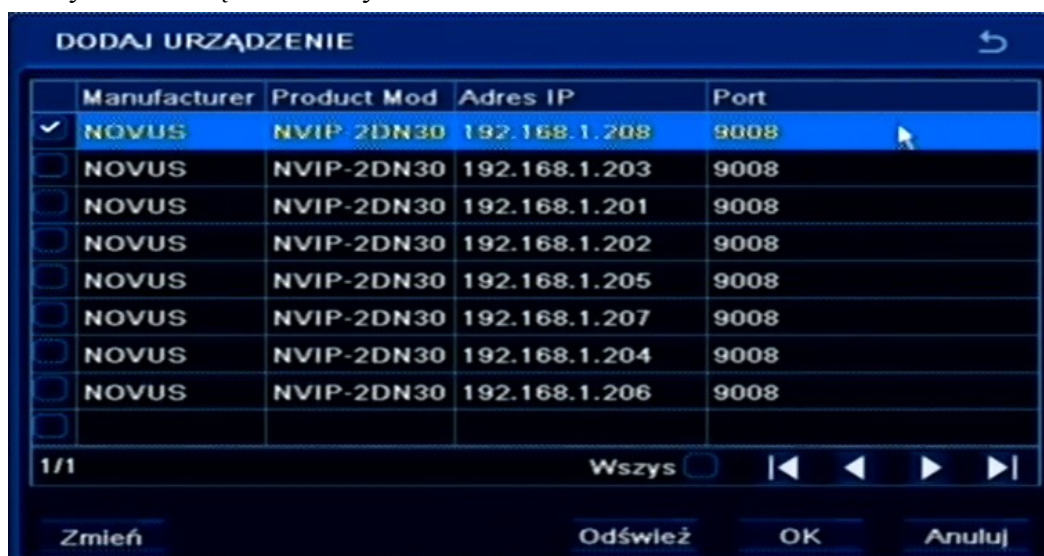 DODAJ URZĄDZENIE
Manufacturer Product Mod Adres IP Port
NOVUS NVIP-2DN30 192.168.1.208 9008
NOVUS NVIP-2DN30 192.168.1.203 9008
NOVUS NVIP-2DN30 192.168.1.201 9008
NOVUS NVIP-2DN30 192.168.1.202 9008
NOVUS NVIP-2DN30 192.168.1.205 9008
NOVUS NVIP-2DN30 192.168.1.207 9008
NOVUS NVIP-2DN30 192.168.1.204 9008
NOVUS NVIP-2DN30 192.168.1.206 9008
1/1 Wszys
Zmień Odśwież OK Anuluj